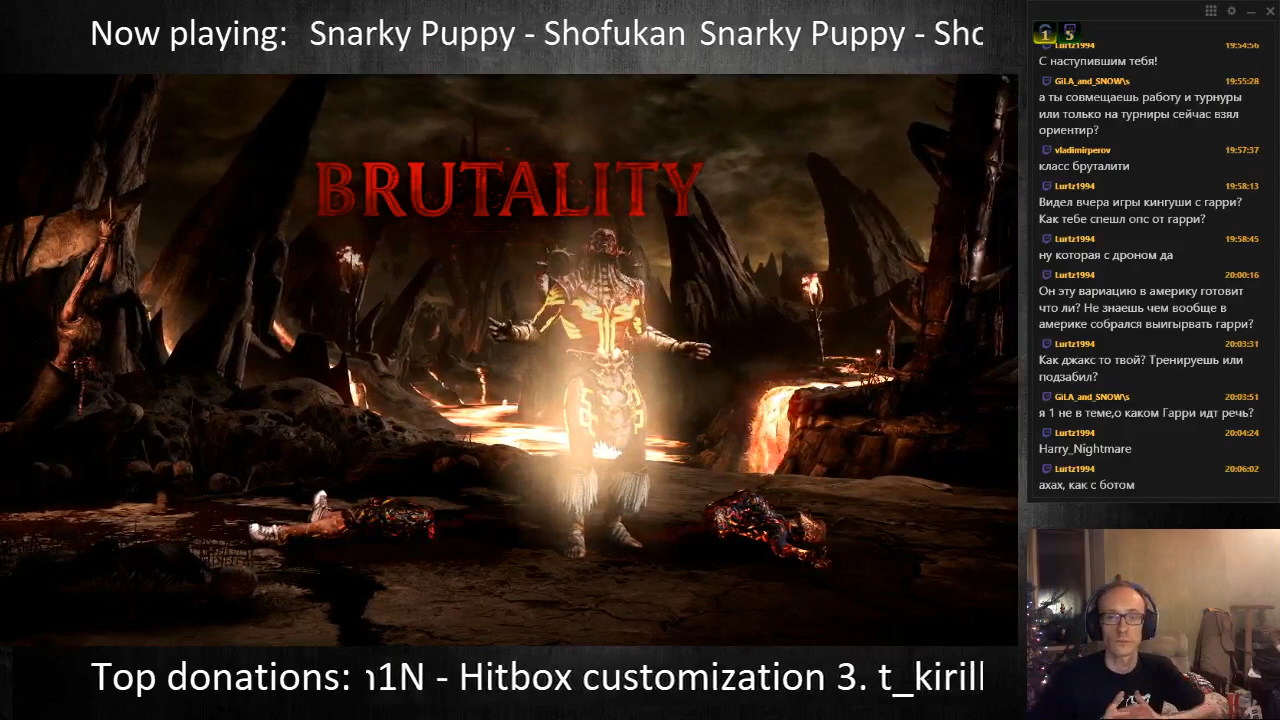 Now playing: Snarky Puppy - Shofukan Snarky Puppy - Sho
BRUTALITY
Top donations: 1N - Hitbox customization 3. t_kirill
1 5
Lurtz1994 19:54:56
С наступившим тебя!
GiLA_and_SNOW\s 19:55:28
а ты совмещаешь работу и турнуры
или только на турниры сейчас взял
ориентир?
vladimirperov 19:57:37
класс бруталити
Lurtz1994 19:58:13
Видел вчера игры кингуши с гарри?
Как тебе спешл опс от гарри?
Lurtz1994 19:58:45
ну которая с дроном да
Lurtz1994 20:00:16
Он эту вариацию в америку готовит
что ли? Не знаешь чем вообще в
америке собрался выигырвать гарри?
Lurtz1994 20:03:31
Как джакс то твой? Тренируешь или
подзабил?
GiLA_and_SNOW\s 20:03:51
я 1 не в теме,о каком Гарри идт речь?
Lurtz1994 20:04:24
Harry_Nightmare
Lurtz1994 20:06:02
ахах, как с ботом